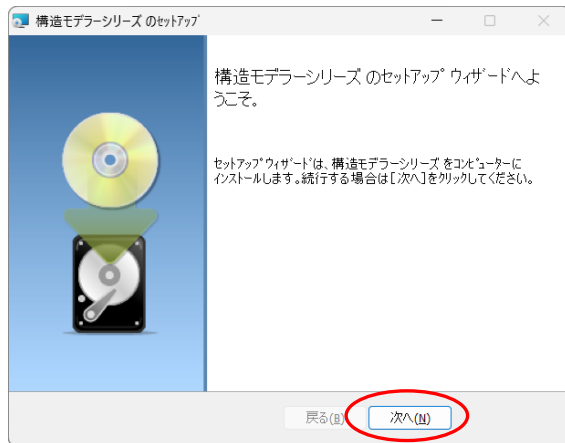 構造モデラーシリーズ のセットアップ
構造モデラーシリーズ のセットアップ ウィザードへよ
うこそ。
セットアップ ウィザードは、構造モデラーシリーズ をコンピューターに
インストールします。続行する場合は[次へ]をクリックしてください。
戻る(B)
次へ(N)